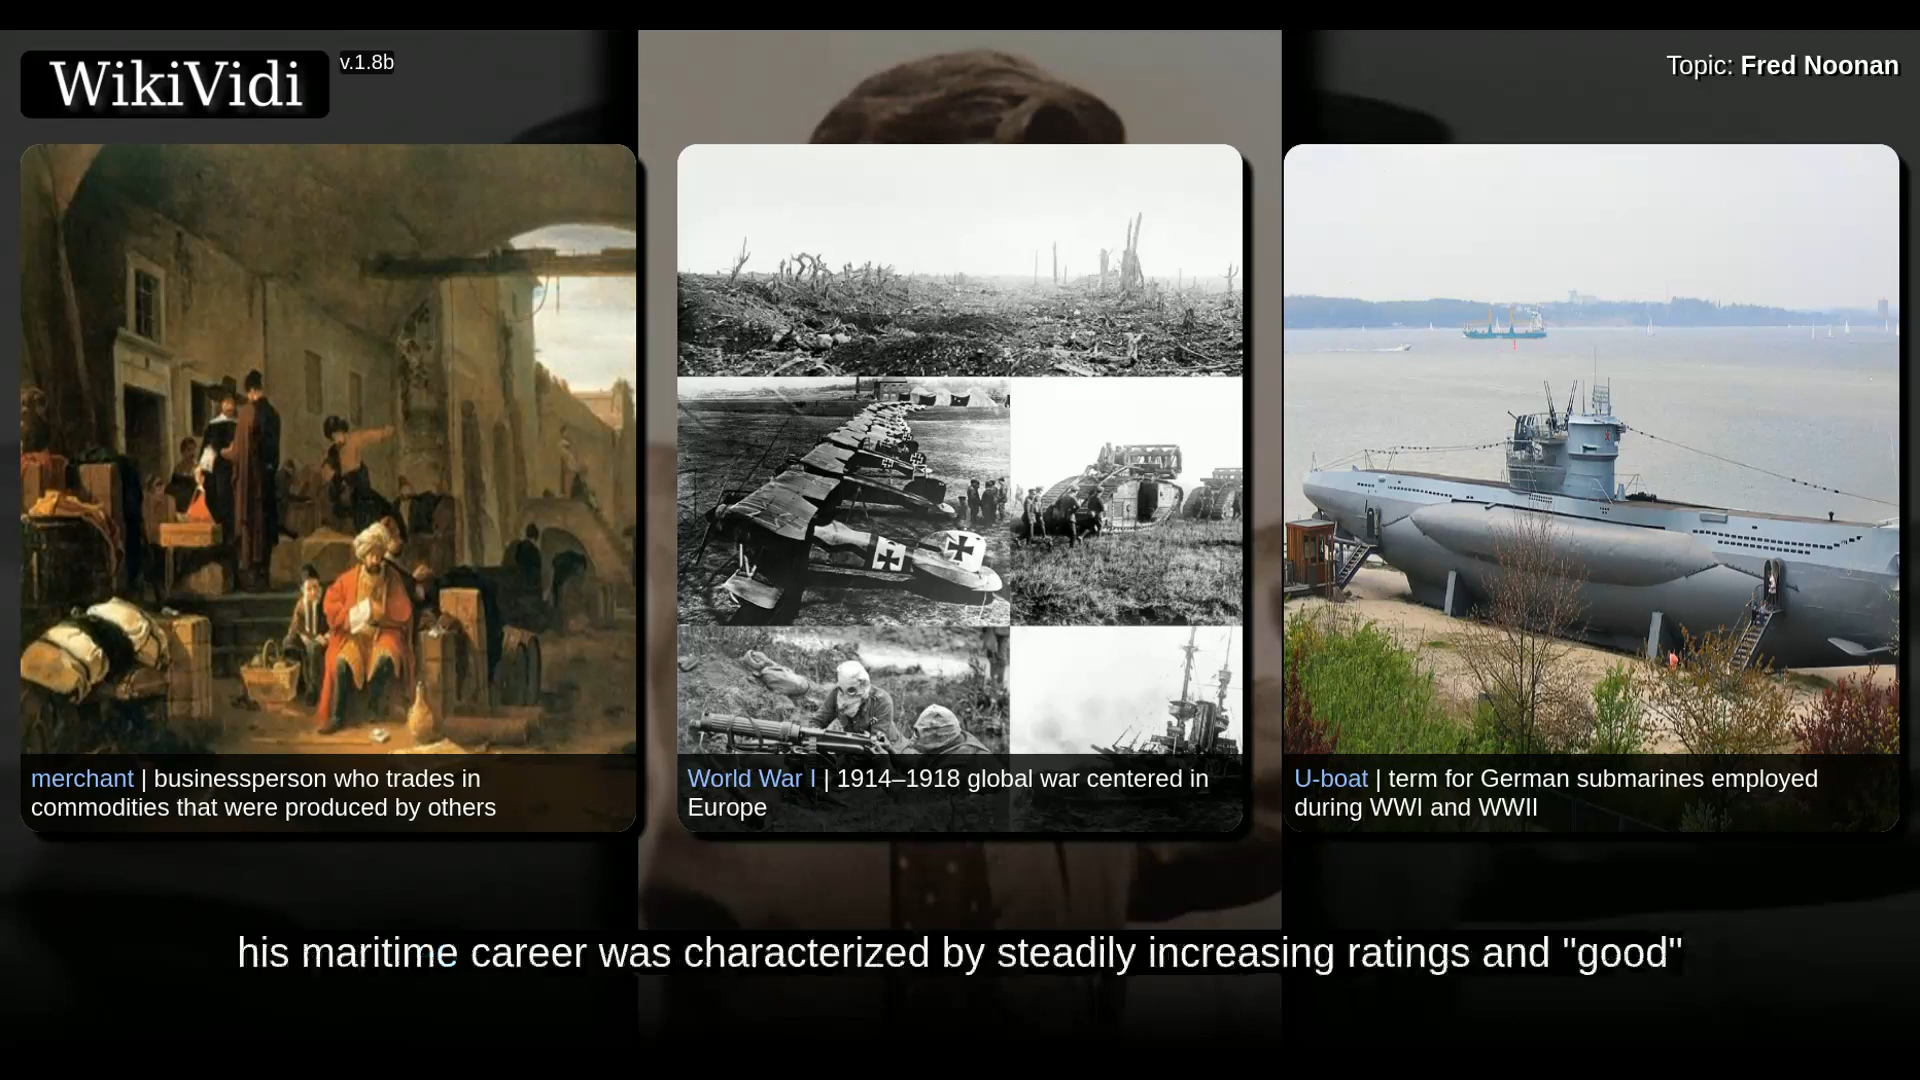 WikiVidi
v.1.8b
Topic: Fred Noonan
merchant | businessperson who trades in
commodities that were produced by others
World War I | 1914–1918 global war centered in
Europe
U-boat | term for German submarines employed
during WWI and WWII
his maritime career was characterized by steadily increasing ratings and "good"